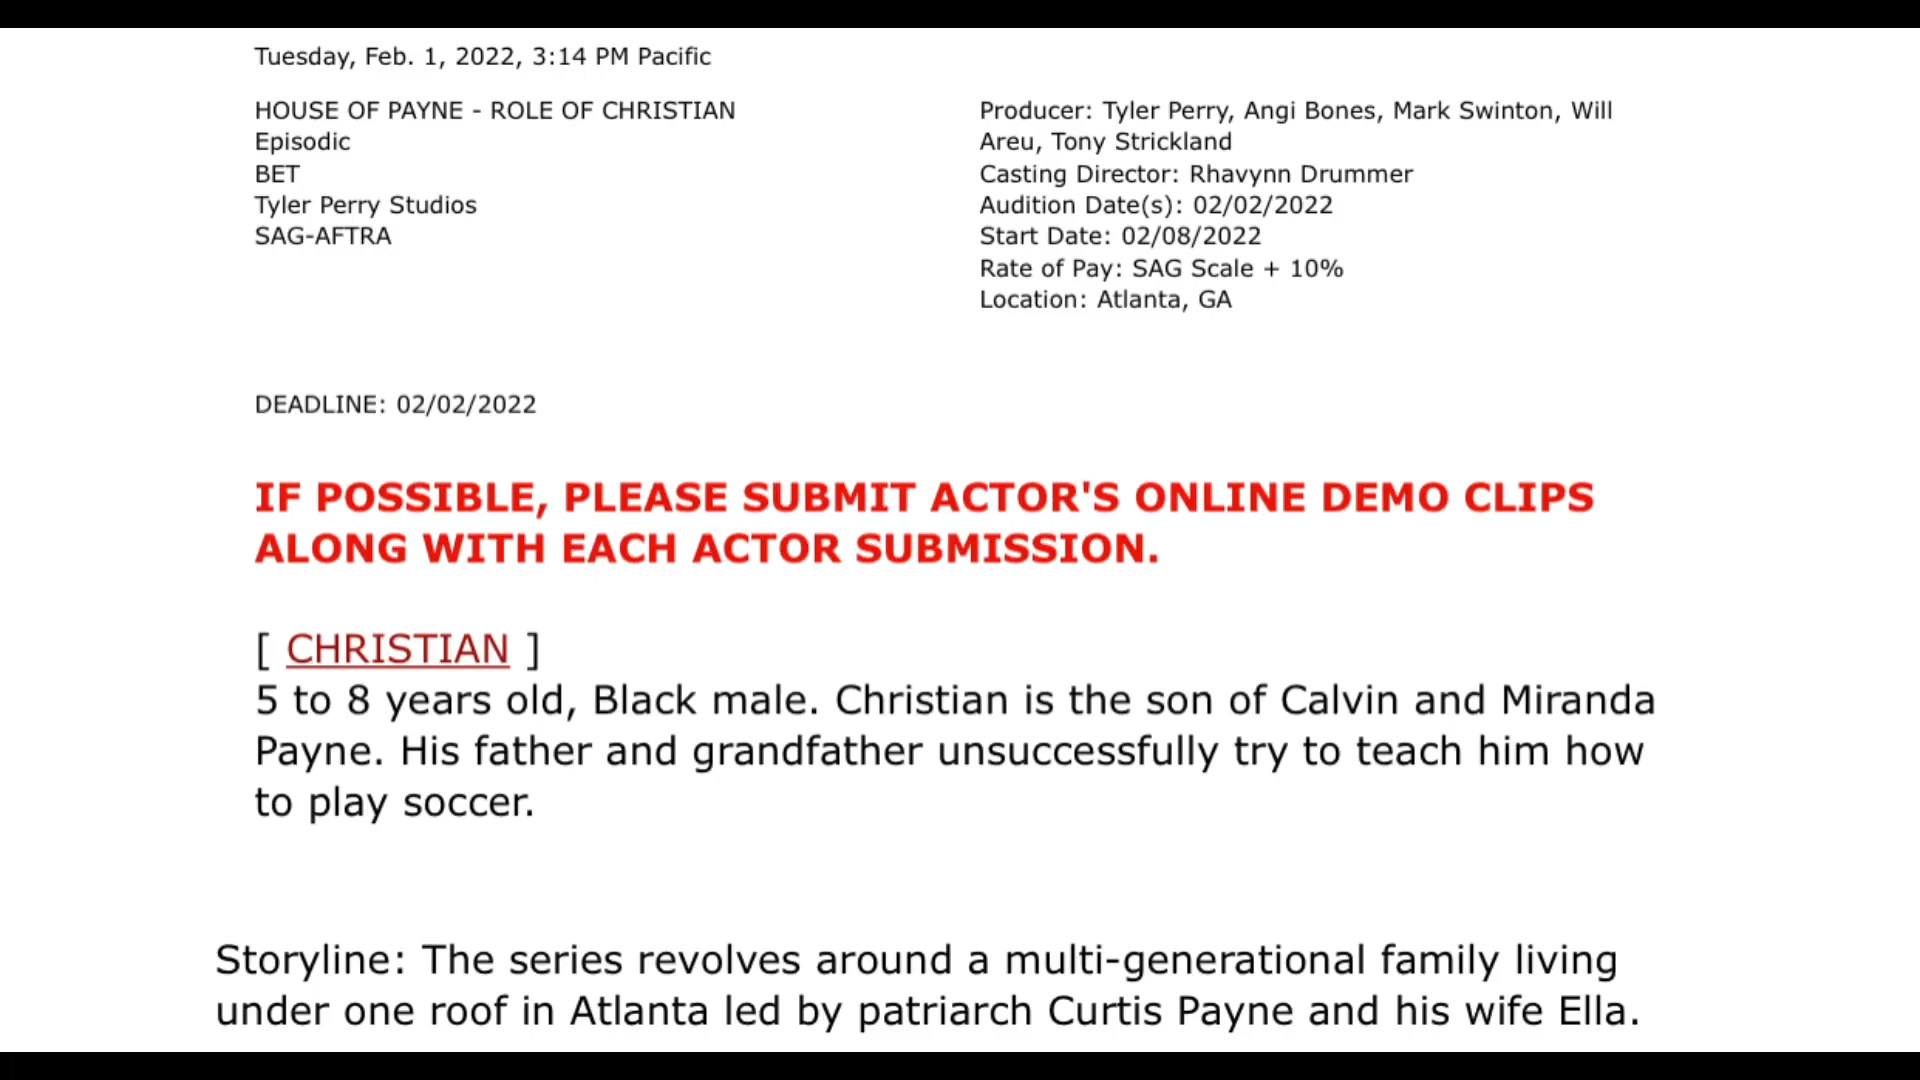 Tuesday, Feb. 1, 2022, 3:14 PM Pacific
HOUSE OF PAYNE - ROLE OF CHRISTIAN
Episodic
BET
Tyler Perry Studios
SAG-AFTRA
Producer: Tyler Perry, Angi Bones, Mark Swinton, Will
Areu, Tony Strickland
Casting Director: Rhavynn Drummer
Audition Date(s): 02/02/2022
Start Date: 02/08/2022
Rate of Pay: SAG Scale + 10%
Location: Atlanta, GA
DEADLINE: 02/02/2022
IF POSSIBLE, PLEASE SUBMIT ACTOR'S ONLINE DEMO CLIPS
ALONG WITH EACH ACTOR SUBMISSION.
[ CHRISTIAN ]
5 to 8 years old, Black male. Christian is the son of Calvin and Miranda
Payne. His father and grandfather unsuccessfully try to teach him how
to play soccer.
Storyline: The series revolves around a multi-generational family living
under one roof in Atlanta led by patriarch Curtis Payne and his wife Ella.